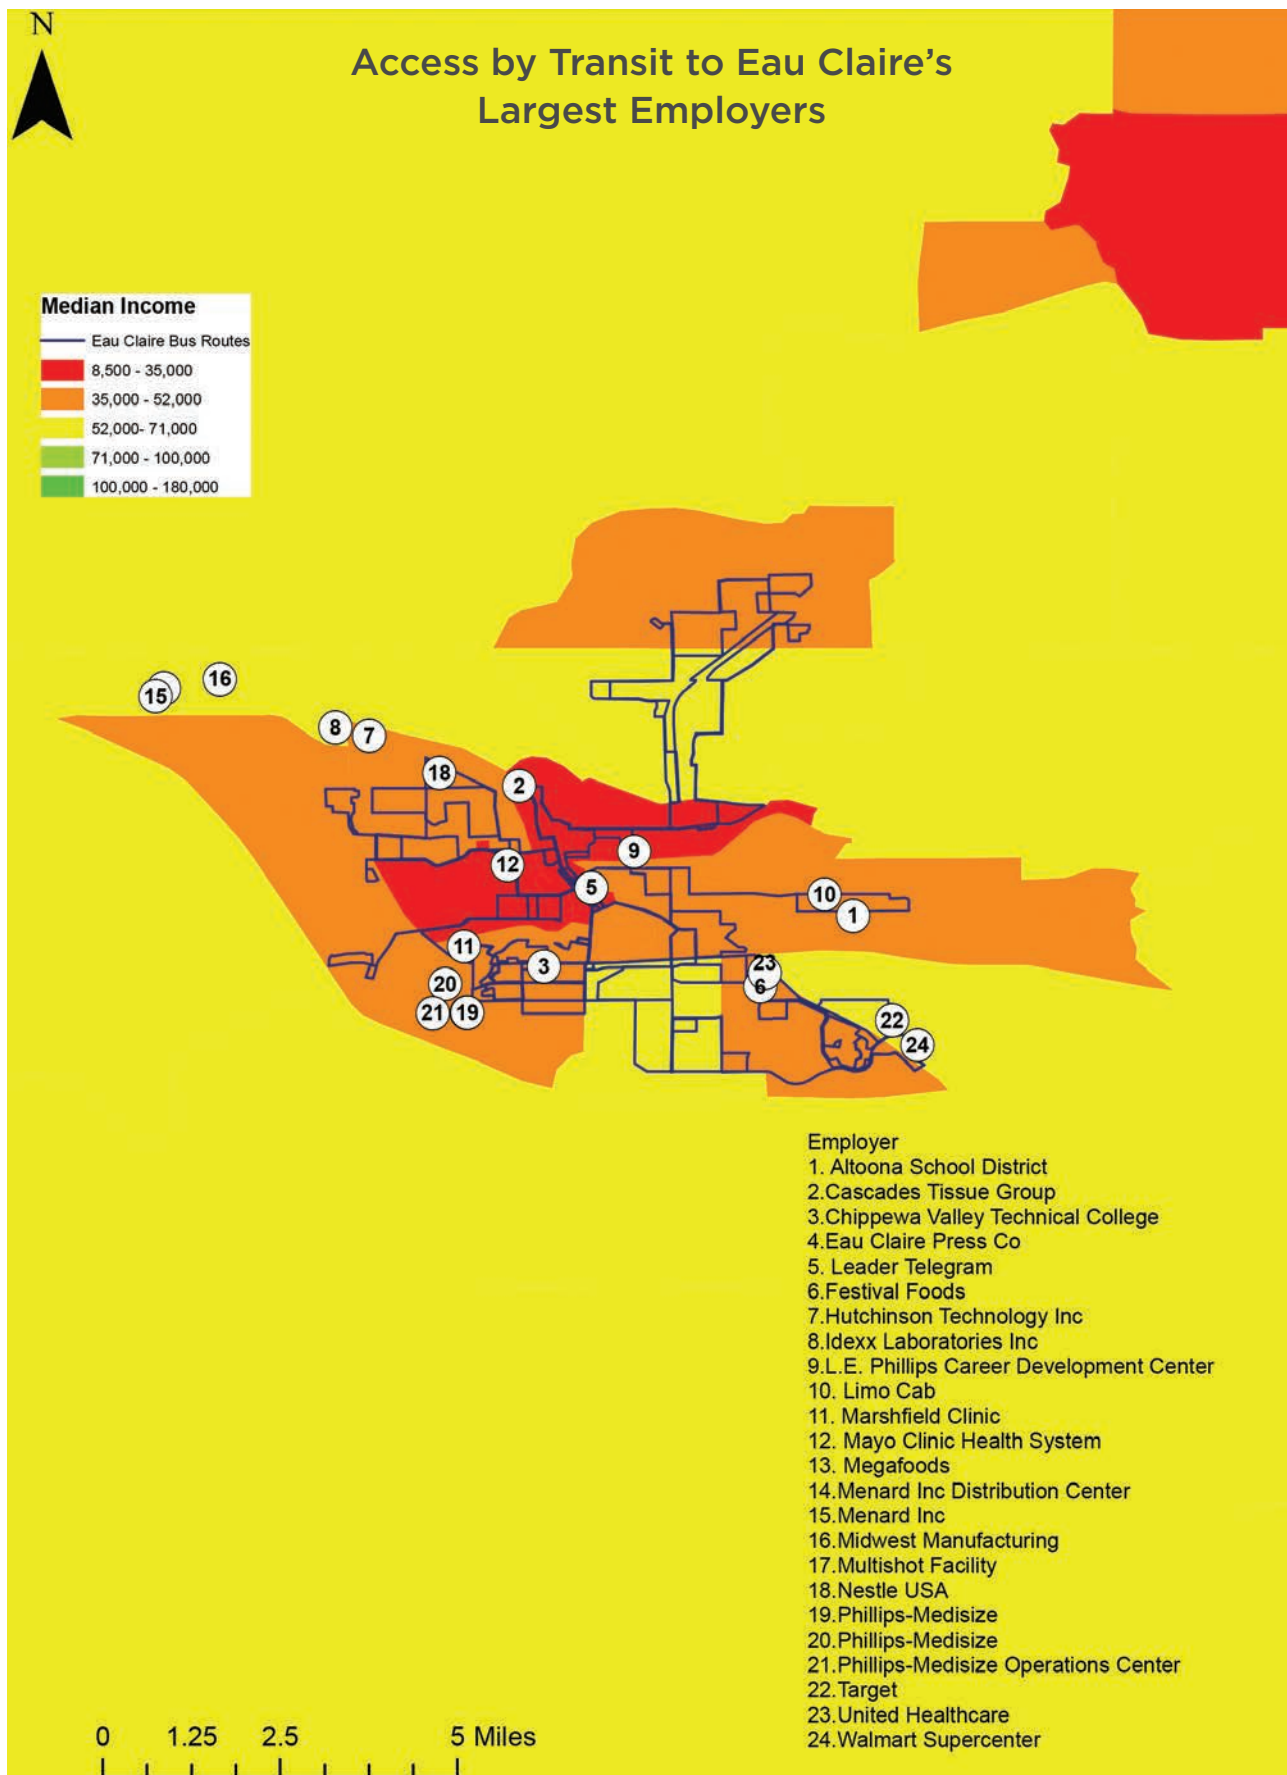 N
Access by Transit to Eau Claire's
Largest Employers
Median Income
Eau Claire Bus Routes
8,500 - 35,000
35,000 - 52,000
52,000- 71,000
71,000 - 100,000
100,000 - 180,000
16
15
8
7
18
2
9
12
5
10
1
11
3
23
20
6
21
19
22
24
Employer
1. Altoona School District
2.Cascades Tissue Group
3.Chippewa Valley Technical College
4.Eau Claire Press Co
5. Leader Telegram
6.Festival Foods
7.Hutchinson Technology Inc
8.Idexx Laboratories Inc
9.L.E. Phillips Career Development Center
10. Limo Cab
11. Marshfield Clinic
12. Mayo Clinic Health System
13. Megafoods
14.Menard Inc Distribution Center
15.Menard Inc
16.Midwest Manufacturing
17.Multishot Facility
18.Nestle USA
19.Phillips-Medisize
20.Phillips-Medisize
21.Phillips-Medisize Operations Center
22.Target
23.United Healthcare
24.Walmart Supercenter
0 1.25 2.5 5 Miles